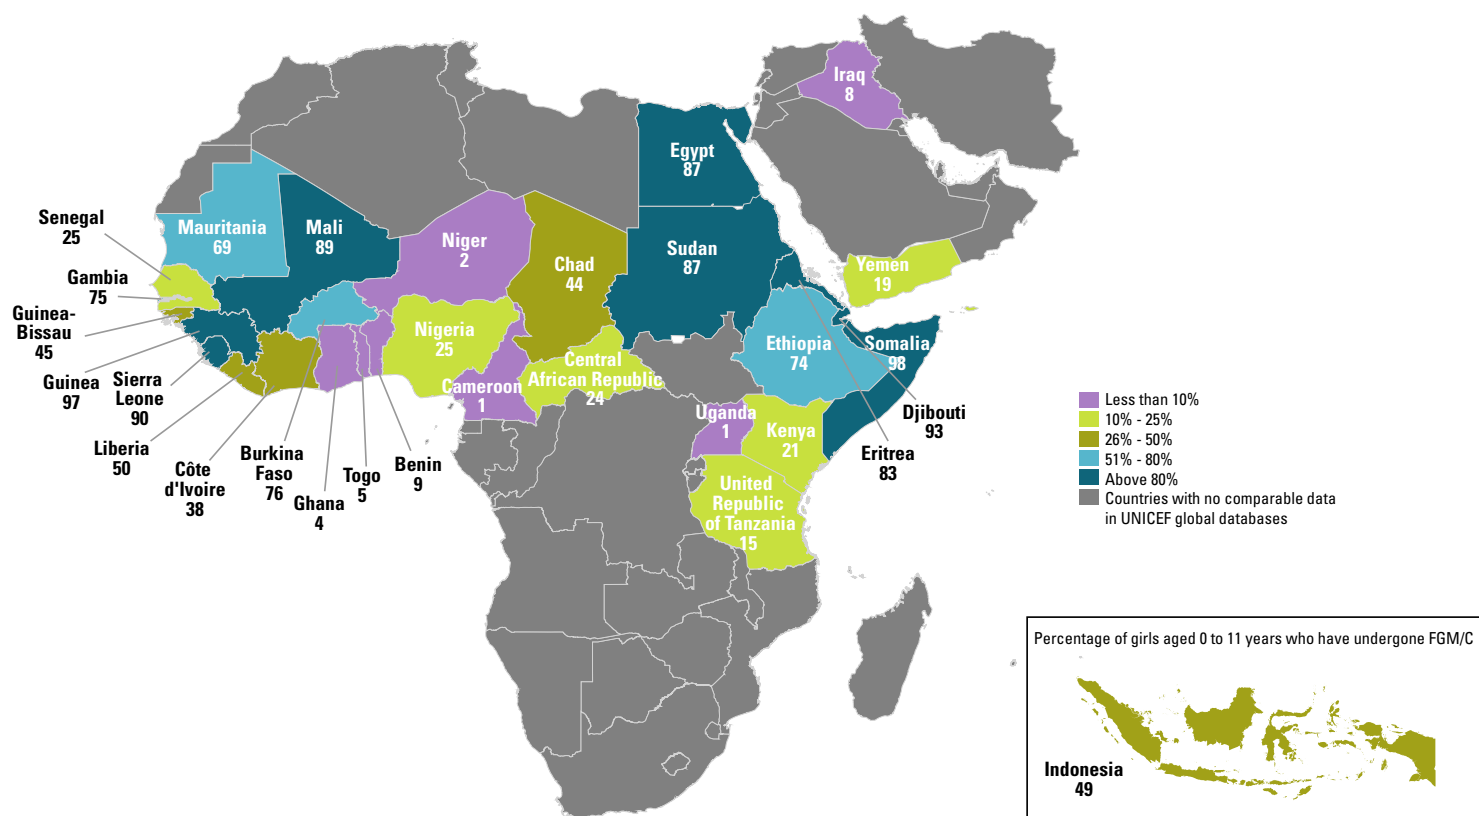 Iraq
8
Egypt
87
Senegal
25
Mauritania
69
Mali
89
Niger
2
Chad
44
Sudan
87
Yemen
19
Gambia
75
Guinea-
Bissau
45
Nigeria
25
Ethiopia
74
Somalia
98
Guinea
97
Sierra
Leone
90
Central
African Republic
24
Cameroon
1
Uganda
1
Kenya
21
Djibouti
93
Eritrea
83
Liberia
50
Côte
d'Ivoire
38
Burkina
Faso
76
Ghana
4
Togo
5
Benin
9
United
Republic
of Tanzania
15
Less than 10%
10% - 25%
26% - 50%
51% - 80%
Above 80%
Countries with no comparable data
in UNICEF global databases
Percentage of girls aged 0 to 11 years who have undergone FGM/C
Indonesia
49